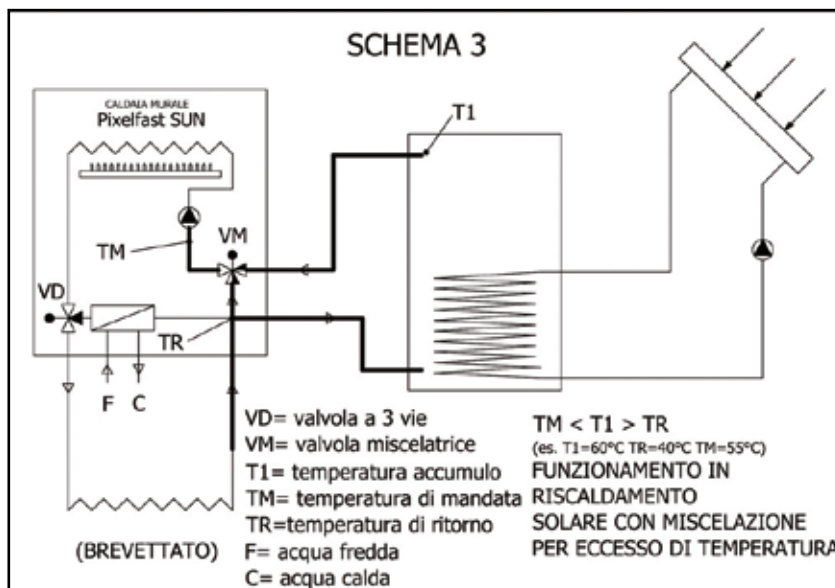 SCHEMA 3
CALDAIA MURALE
Pixelfast SUN
T1
TM
VM
VD
TR
F
C
VD= valvola a 3 vie
VM= valvola miscelatrice
T1= temperatura accumulo
TM= temperatura di mandata
TR=temperatura di ritorno
F= acqua fredda
C= acqua calda
(BREVETTATO)
TM < T1 > TR
(es. T1=60°C TR=40°C TM=55°C)
FUNZIONAMENTO IN
RISCALDAMENTO
SOLARE CON MISCELAZIONE
PER ECCESSO DI TEMPERATURA